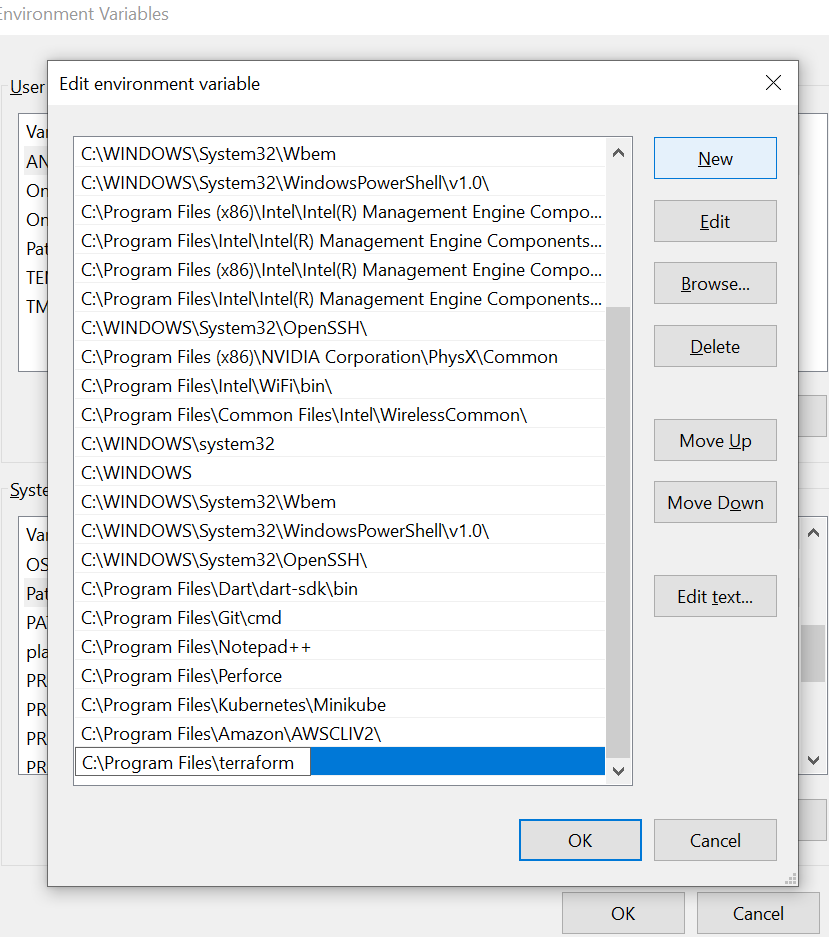 Environment Variables
User
Edit environment variable
C:\WINDOWS\System32\Wbem
C:\WINDOWS\System32\WindowsPowerShell\v1.0\
C:\Program Files (x86)\Intel\Intel(R) Management Engine Compo...
C:\Program Files\Intel\Intel(R) Management Engine Components...
C:\Program Files (x86)\Intel\Intel(R) Management Engine Compo...
C:\Program Files\Intel\Intel(R) Management Engine Components...
C:\WINDOWS\System32\OpenSSH\
C:\Program Files (x86)\NVIDIA Corporation\PhysX\Common
C:\Program Files\Intel\WiFi\bin\
C:\Program Files\Common Files\Intel\WirelessCommon\
C:\WINDOWS\system32
C:\WINDOWS
C:\WINDOWS\System32\Wbem
C:\WINDOWS\System32\WindowsPowerShell\v1.0\
C:\WINDOWS\System32\OpenSSH\
C:\Program Files\Dart\dart-sdk\bin
C:\Program Files\Git\cmd
C:\Program Files\Notepad++
C:\Program Files\Perforce
C:\Program Files\Kubernetes\Minikube
C:\Program Files\Amazon\AWSCLIV2\
C:\Program Files\terraform
New
Edit
Browse...
Delete
Move Up
Move Down
Edit text...
OK
Cancel
Var
AN
On
On
Pat
TEM
TM
Syste
Var
OS
Pat
PA
pla
PR
PR
PR
PR
OK
Cancel